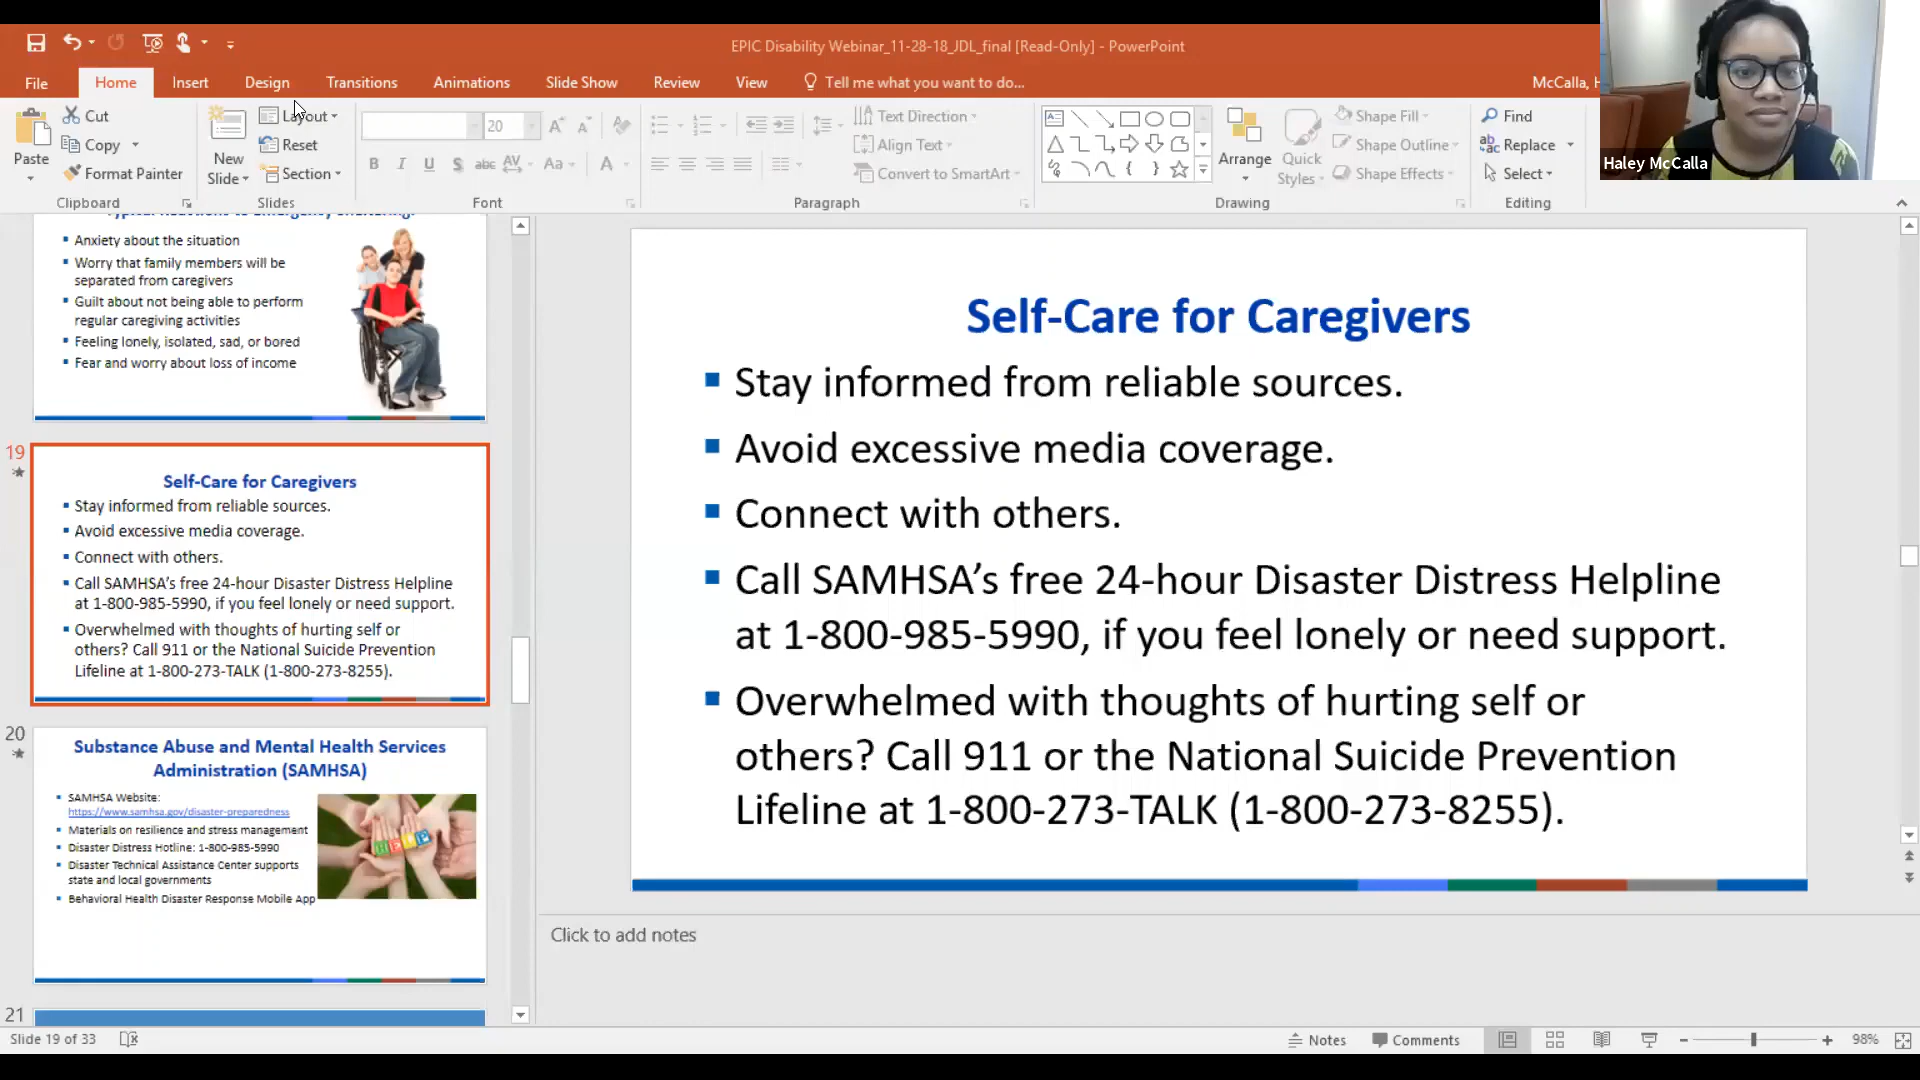 EPIC Disability Webinar_11-28-18_JDL_final [Read-Only] - PowerPoint
File Home Insert Design Transitions Animations Slide Show Review View Tell me what you want to do...
McCalla, H
Paste
Cut
Copy
Format Painter
Clipboard
New
Slide
Layout
Reset
Section
Slides
20
B I U S abc AV Aa A
Font
Text Direction
Align Text
Convert to SmartArt
Paragraph
Arrange
Quick
Styles
Shape Fill
Shape Outline
Shape Effects
Drawing
Find
Replace
Select
Editing
Haley McCalla
Typical Reactions to Emergency Sheltering
Anxiety about the situation
Worry that family members will be
separated from caregivers
Guilt about not being able to perform
regular caregiving activities
Feeling lonely, isolated, sad, or bored
Fear and worry about loss of income
19
Self-Care for Caregivers
Stay informed from reliable sources.
Avoid excessive media coverage.
Connect with others.
Call SAMHSA's free 24-hour Disaster Distress Helpline
at 1-800-985-5990, if you feel lonely or need support.
Overwhelmed with thoughts of hurting self or
others? Call 911 or the National Suicide Prevention
Lifeline at 1-800-273-TALK (1-800-273-8255).
20
Substance Abuse and Mental Health Services
Administration (SAMHSA)
SAMHSA Website:
https://www.samhsa.gov/disaster-preparedness
Materials on resilience and stress management
Disaster Distress Hotline: 1-800-985-5990
Disaster Technical Assistance Center supports
state and local governments
Behavioral Health Disaster Response Mobile App
HELP
21
Self-Care for Caregivers
Stay informed from reliable sources.
Avoid excessive media coverage.
Connect with others.
Call SAMHSA's free 24-hour Disaster Distress Helpline
at 1-800-985-5990, if you feel lonely or need support.
Overwhelmed with thoughts of hurting self or
others? Call 911 or the National Suicide Prevention
Lifeline at 1-800-273-TALK (1-800-273-8255).
Click to add notes
Slide 19 of 33
Notes
Comments
98%